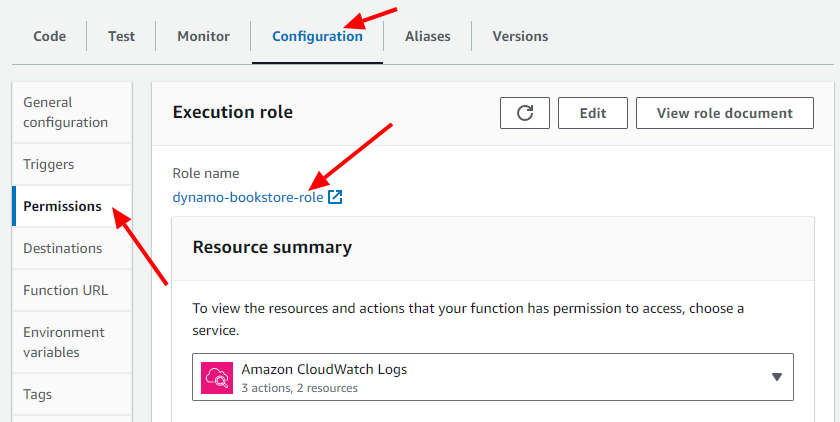 Code Test Monitor Configuration Aliases Versions
General
configuration
Triggers
Permissions
Destinations
Function URL
Environment
variables
Tags
Execution role
Edit
View role document
Role name
dynamo-bookstore-role
Resource summary
To view the resources and actions that your function has permission to access, choose a
service.
Amazon CloudWatch Logs
3 actions, 2 resources